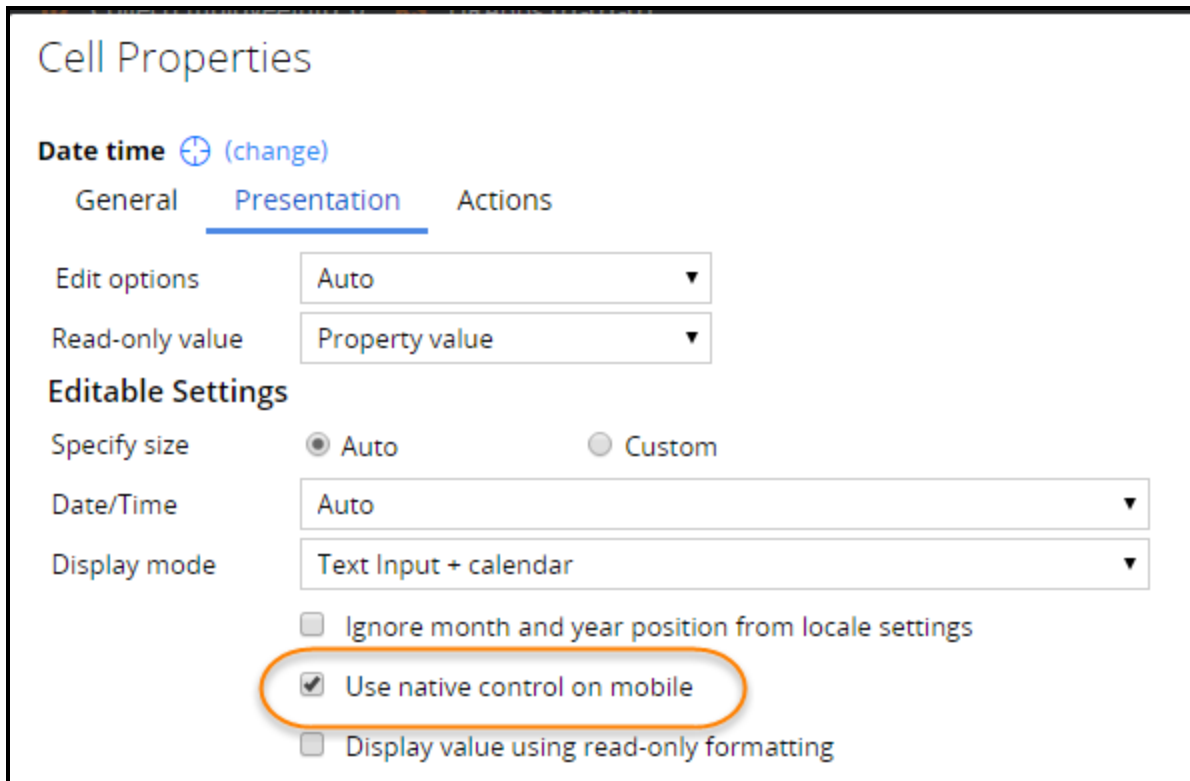 Cell Properties
Date time (change)
General Presentation Actions
Edit options Auto
Read-only value Property value
Editable Settings
Specify size Auto Custom
Date/Time Auto
Display mode Text Input + calendar
Ignore month and year position from locale settings
Use native control on mobile
Display value using read-only formatting